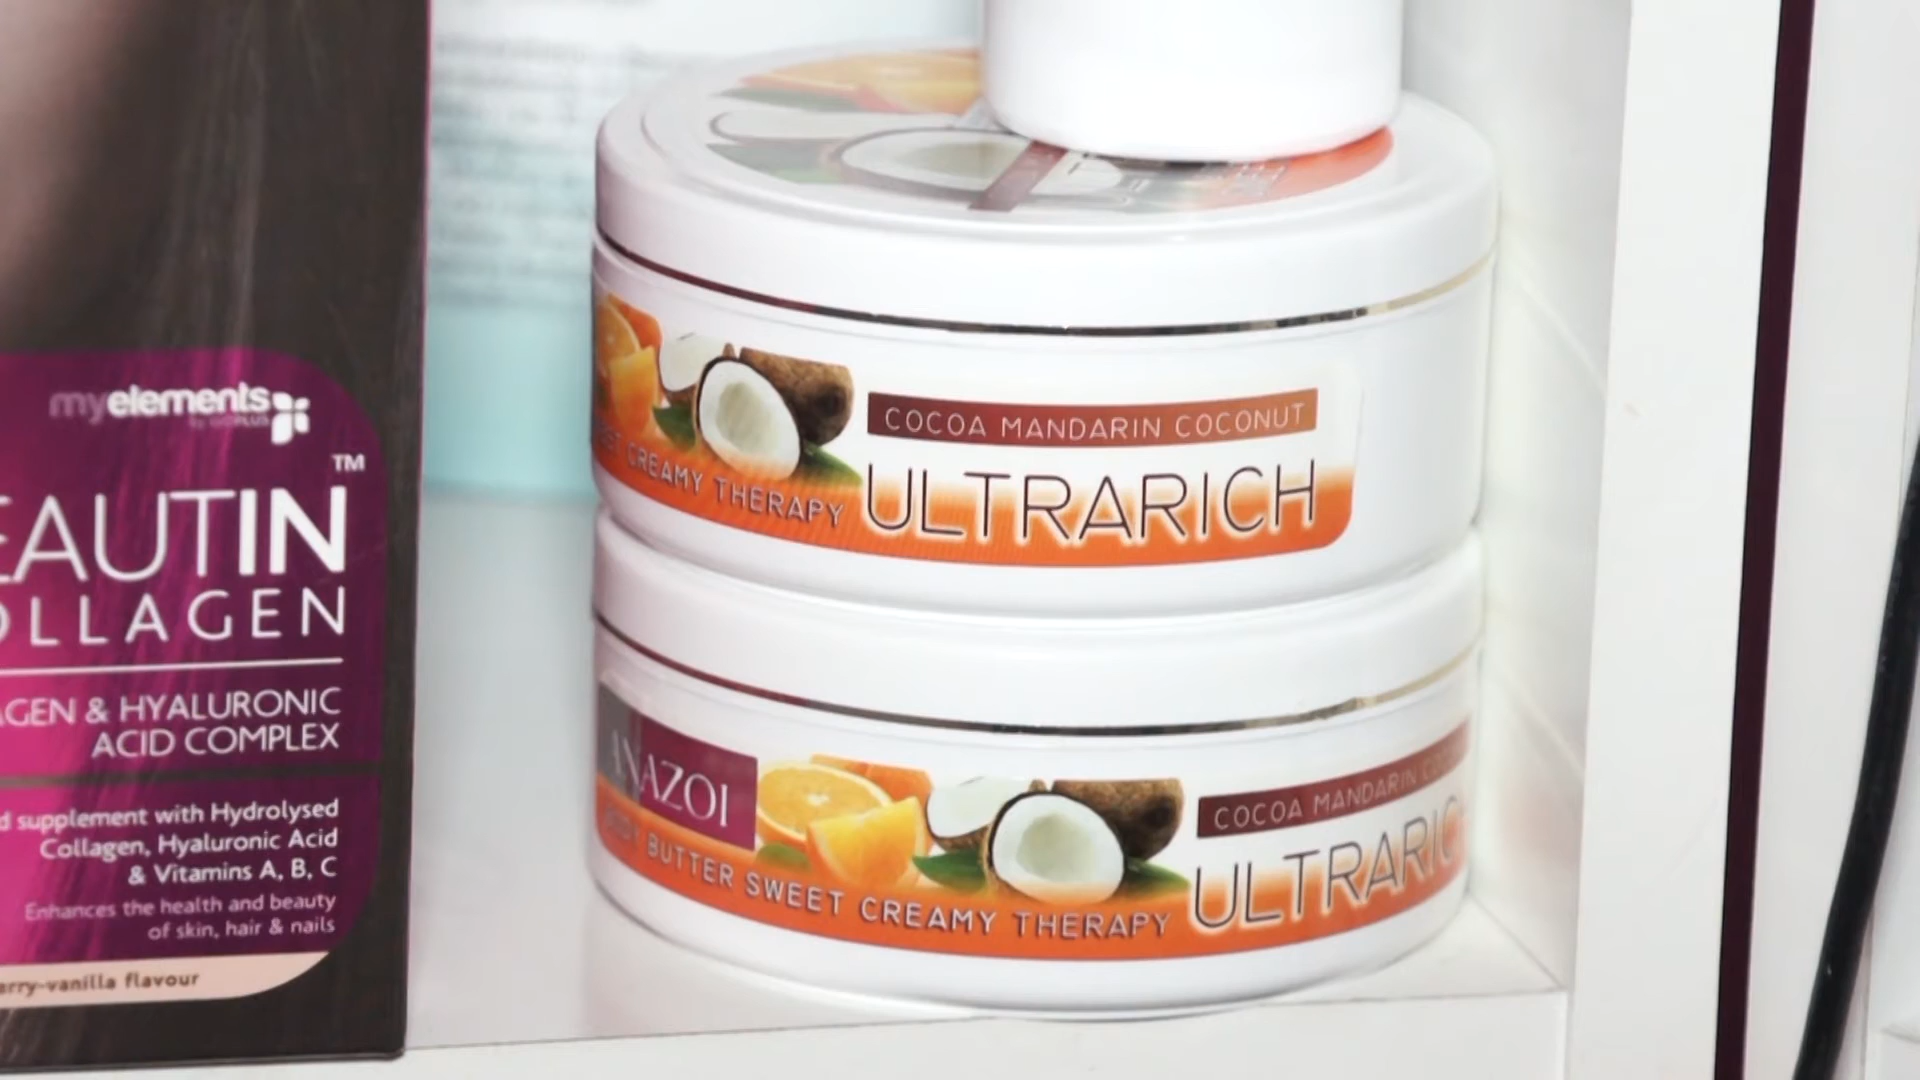 myelements
TM
EAUTIN
OLLAGEN
AGEN & HYALURONIC
ACID COMPLEX
d supplement with Hydrolysed
Collagen, Hyaluronic Acid
& Vitamins A, B, C
Enhances the health and beauty
of skin, hair & nails
rry-vanilla flavour
COCOA MANDARIN COCONUT
CREAMY THERAPY ULTRARICH
ANAZOI
COCOA MANDARIN
BUTTER SWEET CREAMY THERAPY
ULTRARIC